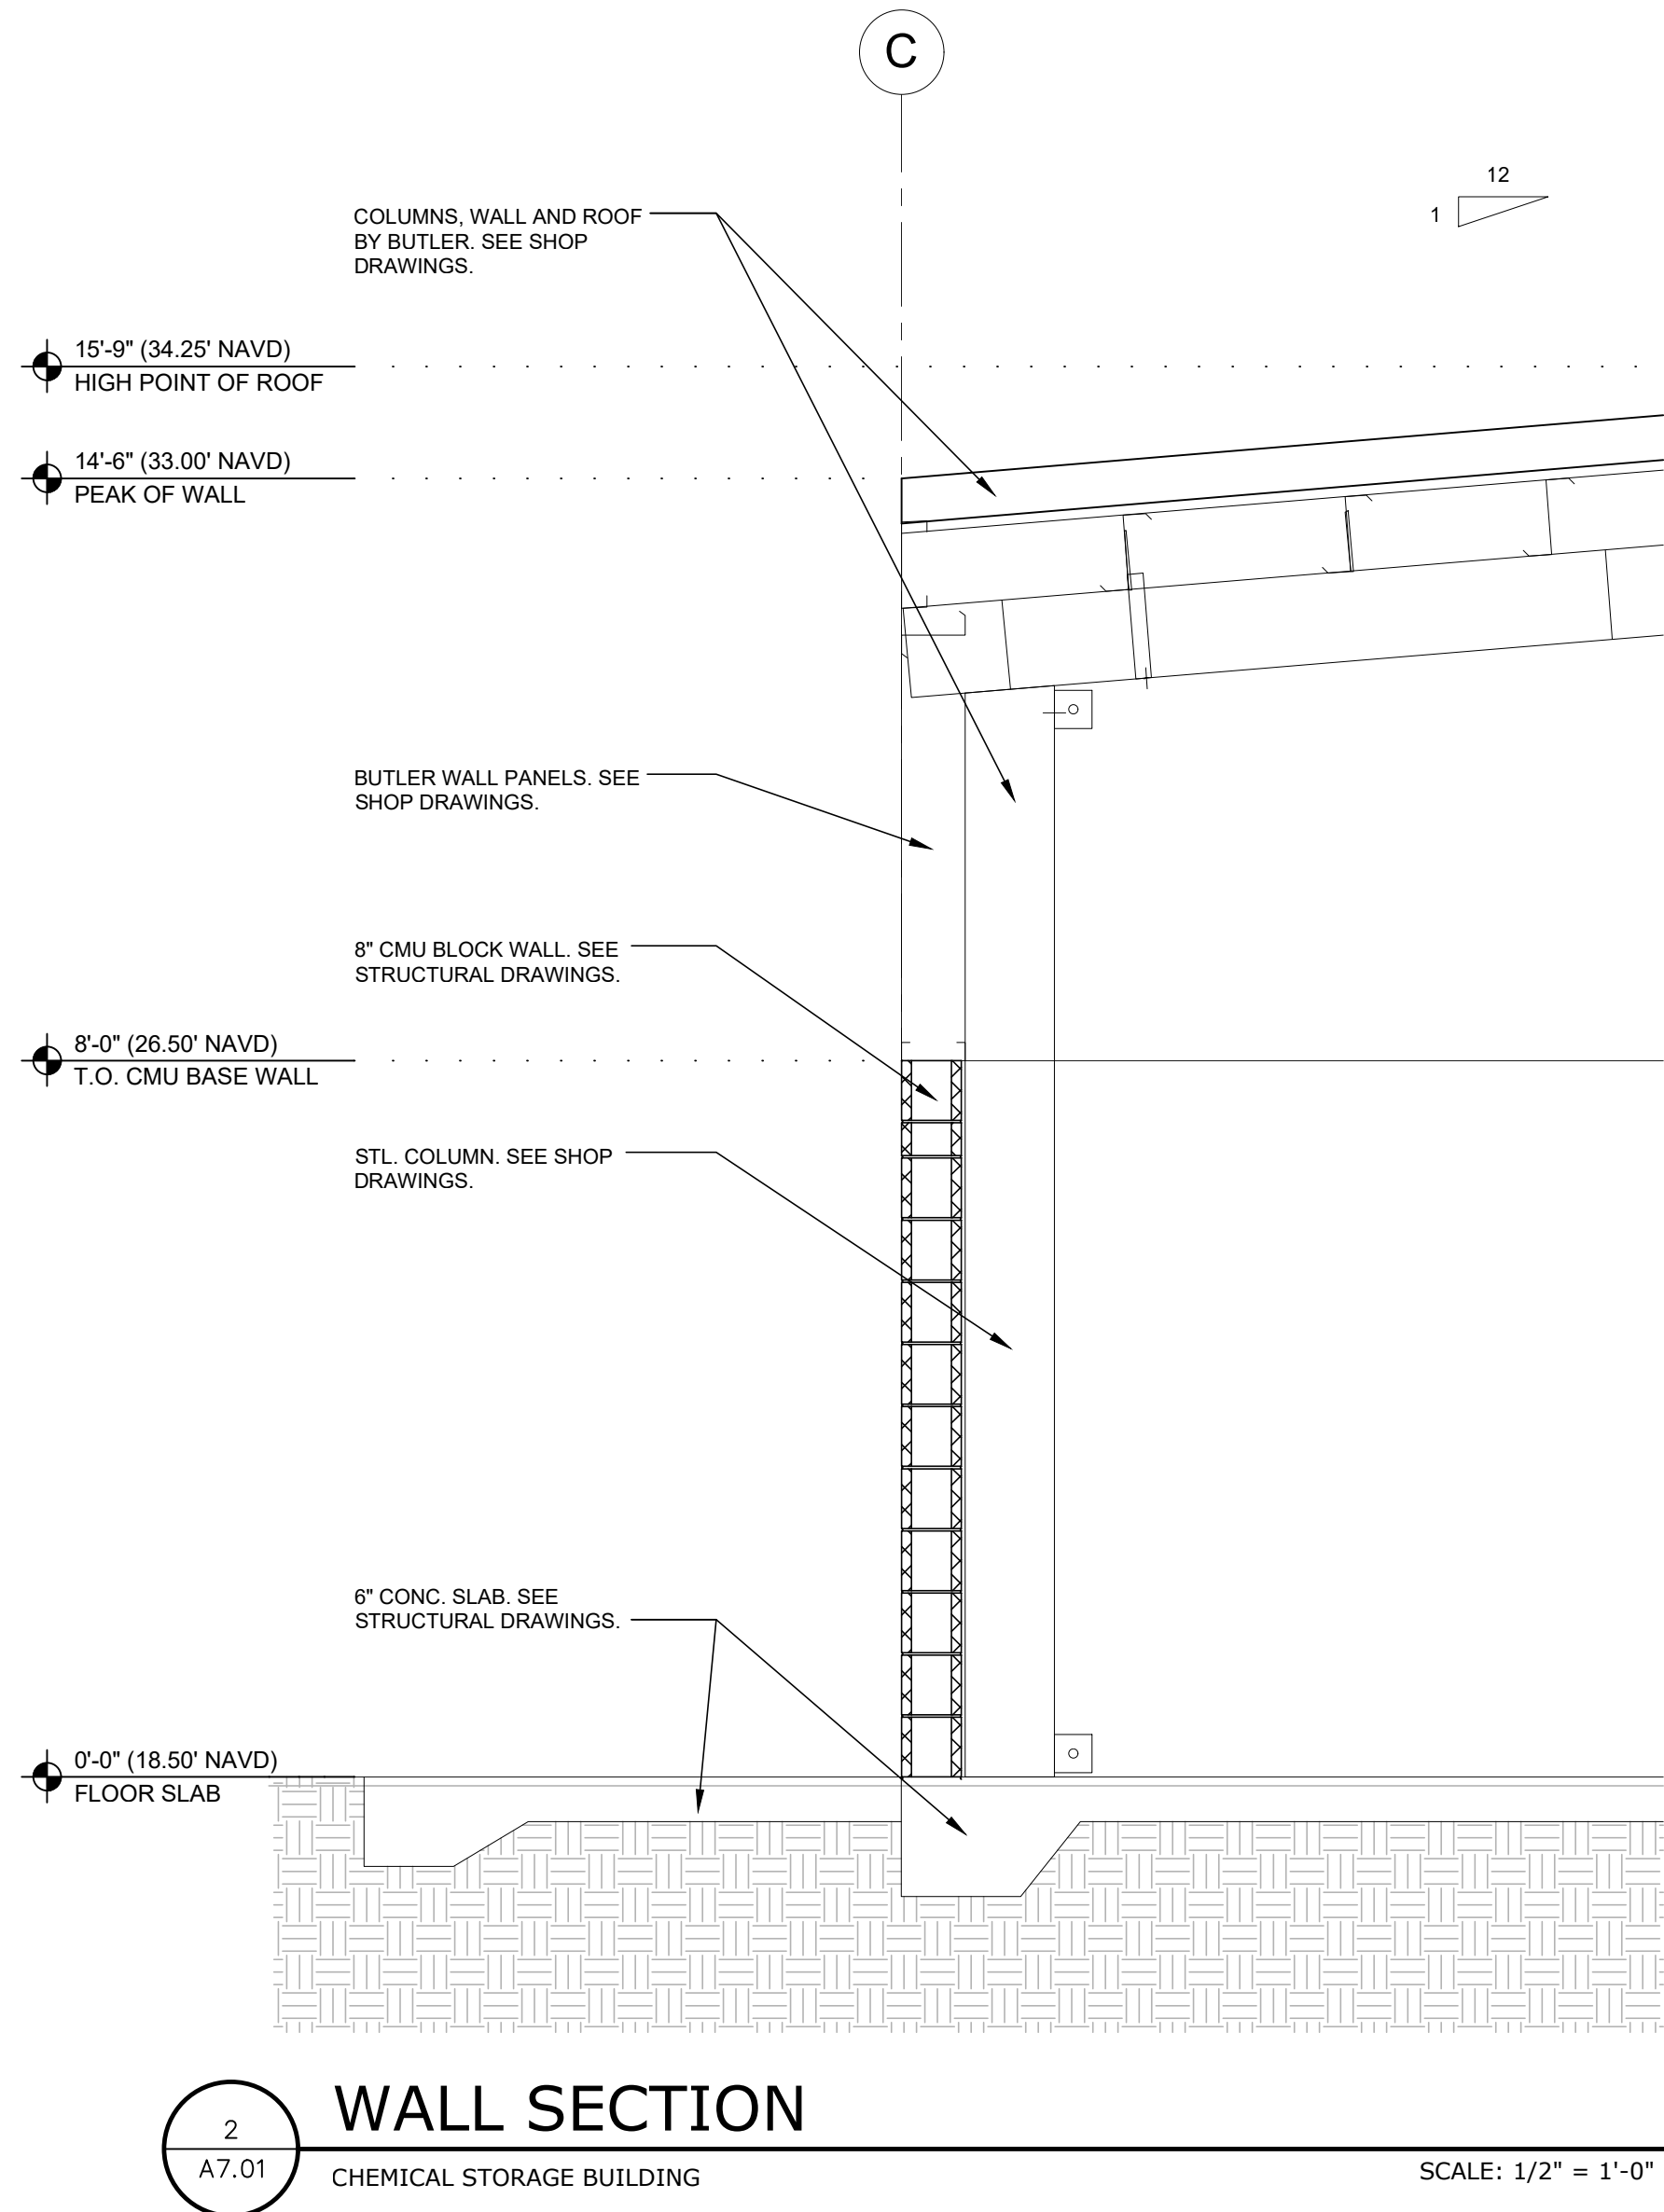 C
12
1
COLUMNS, WALL AND ROOF
BY BUTLER. SEE SHOP
DRAWINGS.
15'-9" (34.25' NAVD)
HIGH POINT OF ROOF
14'-6" (33.00' NAVD)
PEAK OF WALL
BUTLER WALL PANELS. SEE
SHOP DRAWINGS.
8" CMU BLOCK WALL. SEE
STRUCTURAL DRAWINGS.
8'-0" (26.50' NAVD)
T.O. CMU BASE WALL
STL. COLUMN. SEE SHOP
DRAWINGS.
6" CONC. SLAB. SEE
STRUCTURAL DRAWINGS.
0'-0" (18.50' NAVD)
FLOOR SLAB
2
A7.01
WALL SECTION
CHEMICAL STORAGE BUILDING
SCALE: 1/2" = 1'-0"